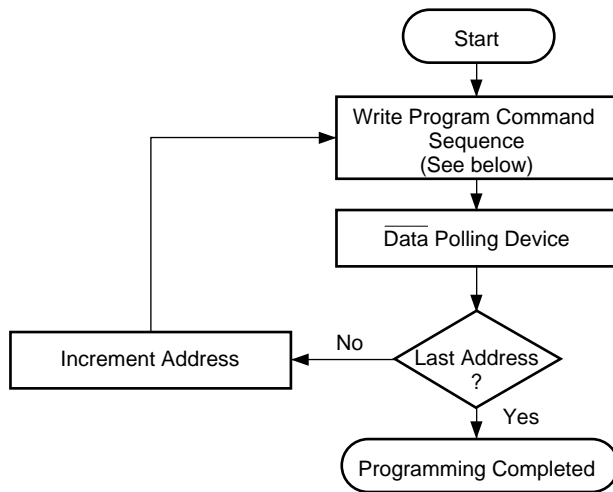 Start
Write Program Command
Sequence
(See below)
Data Polling Device
Increment Address
No
Last Address
?
Yes
Programming Completed